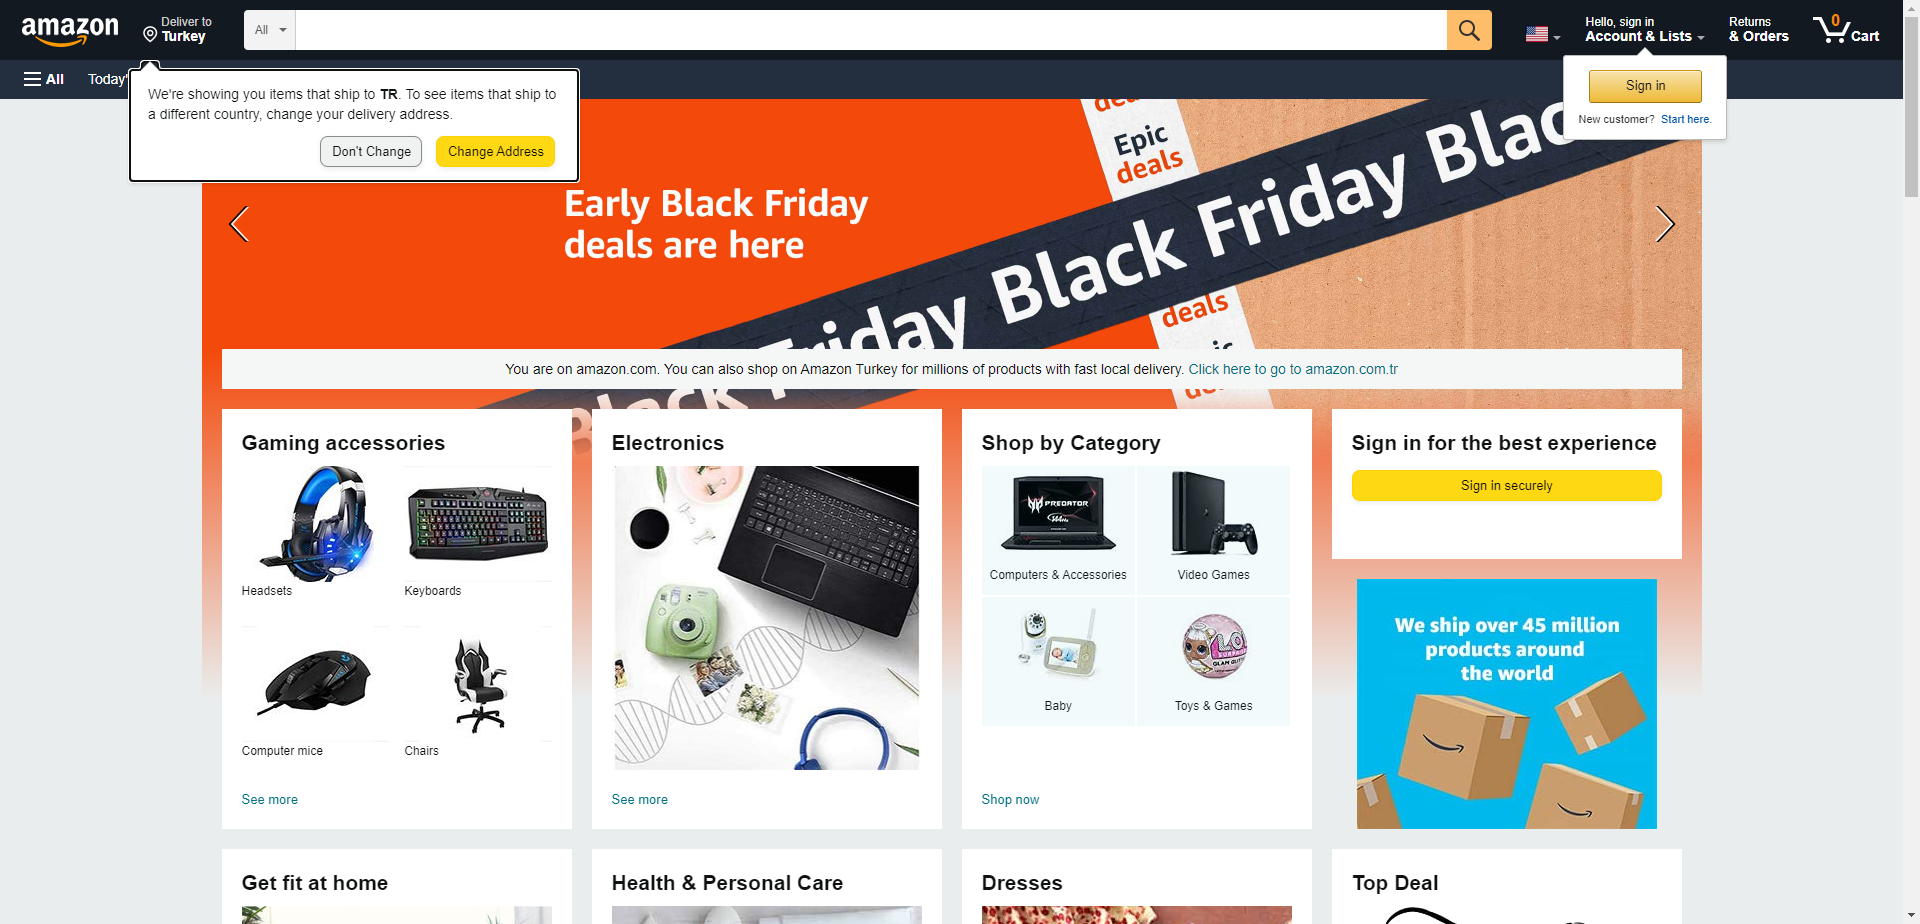 amazon
Deliver to
Turkey
All
Hello, sign in
Account & Lists
Returns
& Orders
0
Cart
All
Today'
We're showing you items that ship to TR. To see items that ship to
a different country, change your delivery address.
Don't Change
Change Address
Sign in
New customer? Start here.
Early Black Friday
deals are here
Epic
deals
Black Friday Black
Friday
deals
You are on amazon.com. You can also shop on Amazon Turkey for millions of products with fast local delivery. Click here to go to amazon.com.tr
Gaming accessories
Headsets
Keyboards
Computer mice
Chairs
See more
Electronics
See more
Shop by Category
PREDATOR
Computers & Accessories
Video Games
L.O.L.
SURPRISE
GLAM GLITTER
Baby
Toys & Games
Shop now
Sign in for the best experience
Sign in securely
We ship over 45 million
products around
the world
Get fit at home
Health & Personal Care
Dresses
Top Deal